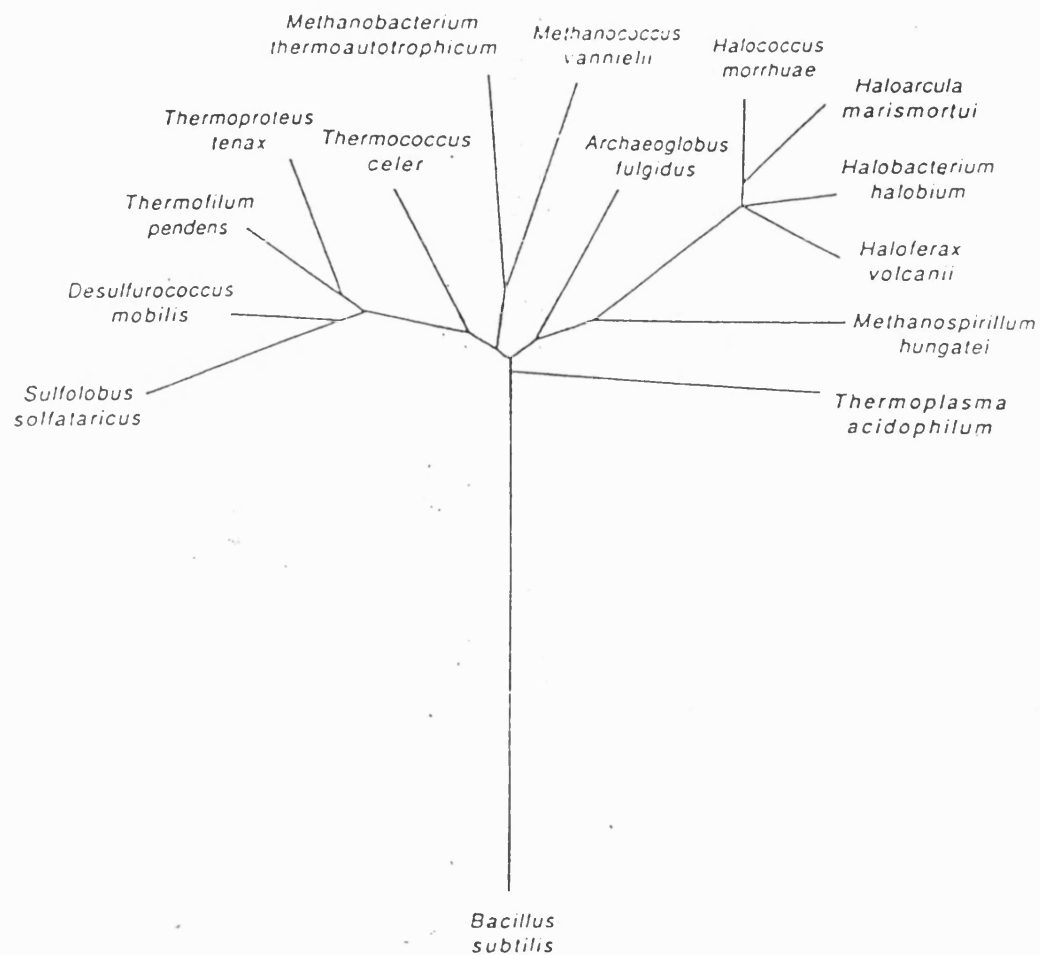 Methanobacterium
thermoautotrophicum
Methanococcus
vannielii
Halococcus
morrhuae
Haloarcula
marismortui
Thermoproteus
tenax
Thermococcus
celer
Archaeoglobus
fulgidus
Halobacterium
halobium
Thermofilum
pendens
Haloferax
volcanii
Desulfurococcus
mobilis
Methanospirillum
hungatei
Sulfolobus
solfataricus
Thermoplasma
acidophilum
Bacillus
subtilis